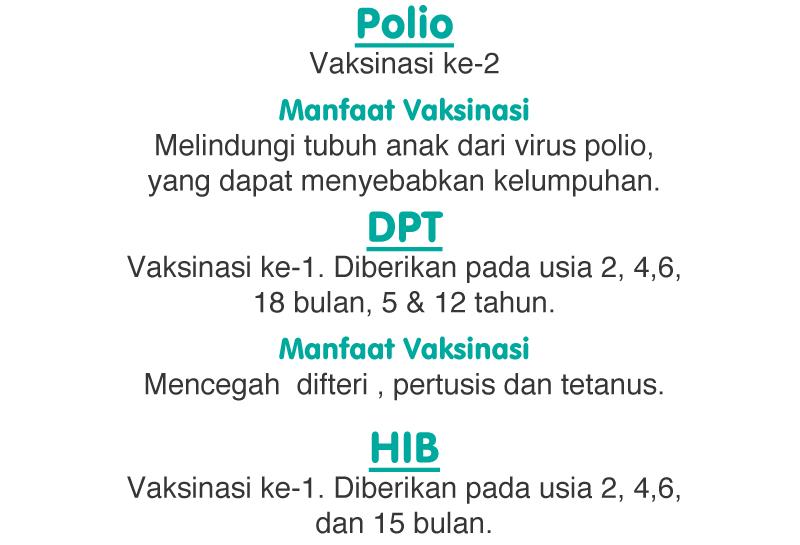 Polio
Vaksinasi ke-2
Manfaat Vaksinasi
Melindungi tubuh anak dari virus polio,
yang dapat menyebabkan kelumpuhan.
DPT
Vaksinasi ke-1. Diberikan pada usia 2, 4,6,
18 bulan, 5 & 12 tahun.
Manfaat Vaksinasi
Mencegah  difteri , pertusis dan tetanus.
HIB
Vaksinasi ke-1. Diberikan pada usia 2, 4,6,
dan 15 bulan.